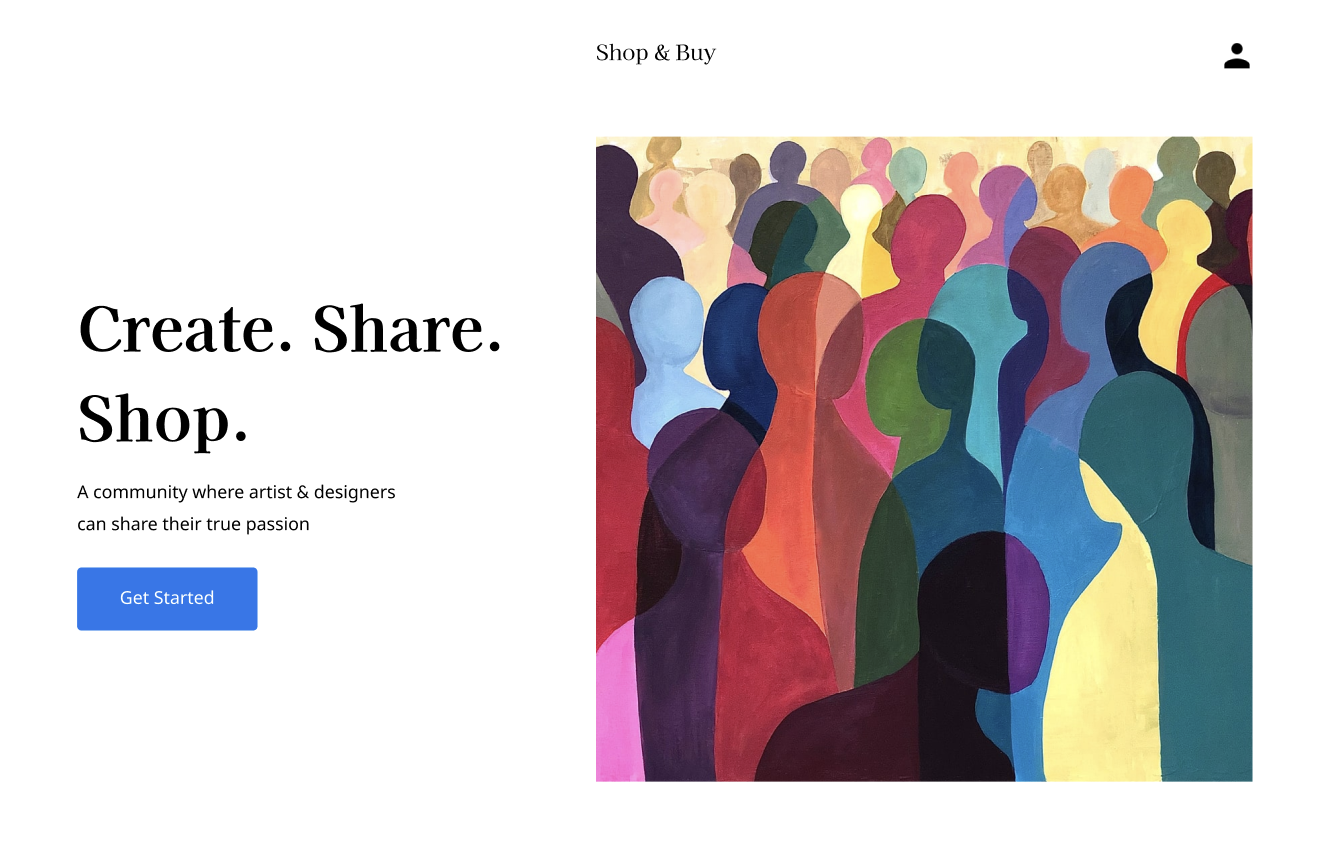 Shop & Buy
Create. Share.
Shop.
A community where artist & designers
can share their true passion
Get Started